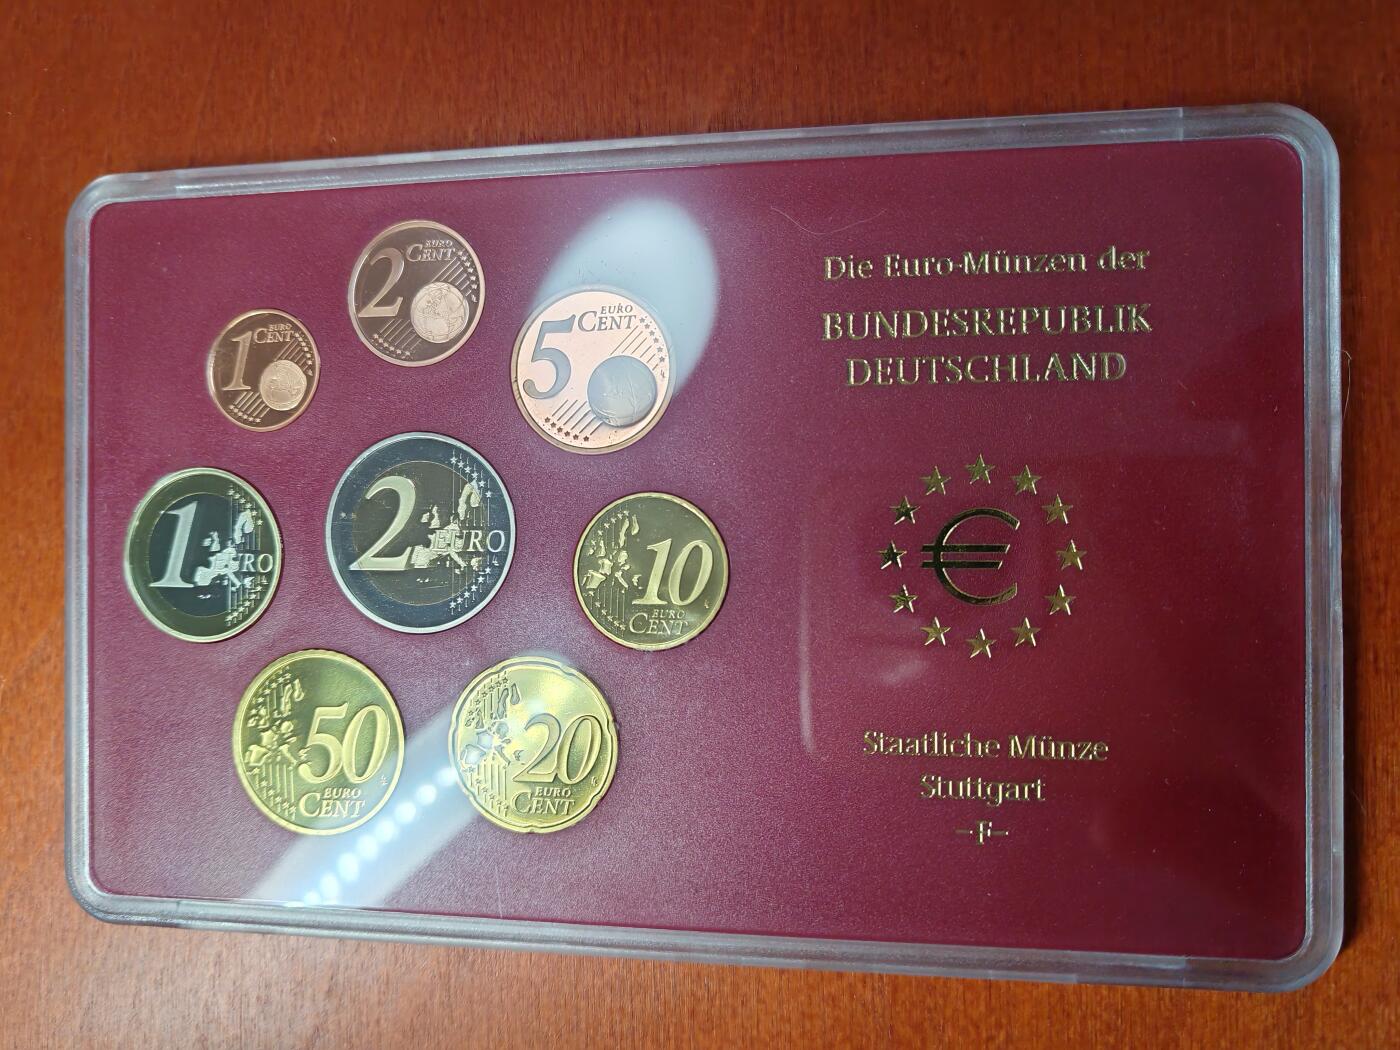 2 EURO CENT
1 EURO CENT
5 EURO CENT
1 EURO
2 EURO
10 EURO CENT
50 EURO CENT
20 EURO CENT
Die Euro-Münzen der
BUNDESREPUBLIK
DEUTSCHLAND
€
Staatliche Münze
Stuttgart
-F-